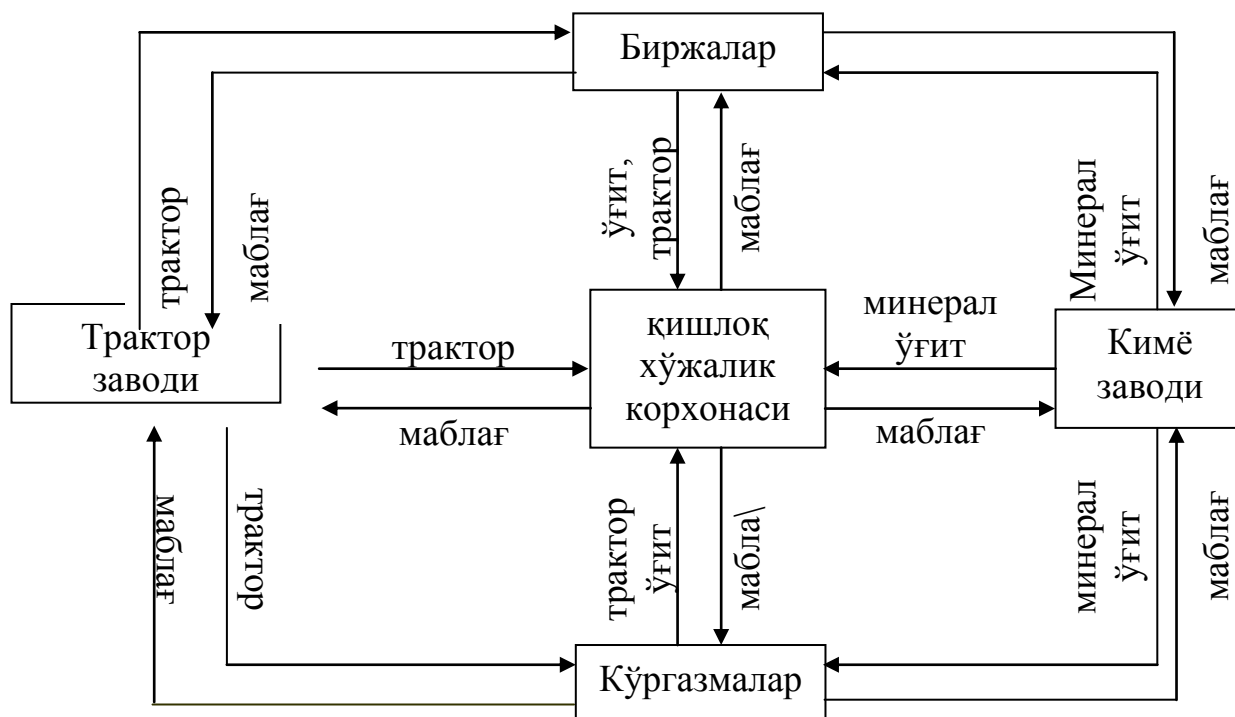 Биржалар
трактор
маблағ
ўғит,
трактор
маблағ
Минерал
ўғит
маблағ
Трактор
заводи
трактор
маблағ
қишлоқ
хўжалик
корхонаси
минерал
ўғит
маблағ
Кимё
заводи
маблағ
трактор
трактор
ўғит
мабла\
минерал
ўғит
маблағ
Кўргазмалар